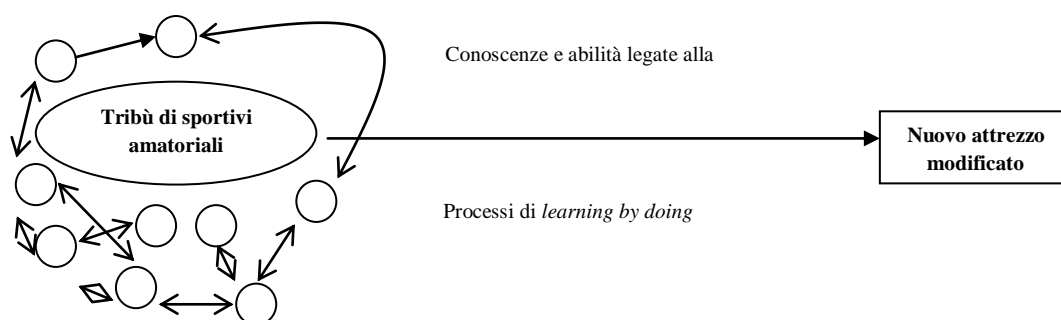 Conoscenze e abilità legate alla
Tribù di sportivi
amatoriali
Nuovo attrezzo
modificato
Processi di learning by doing